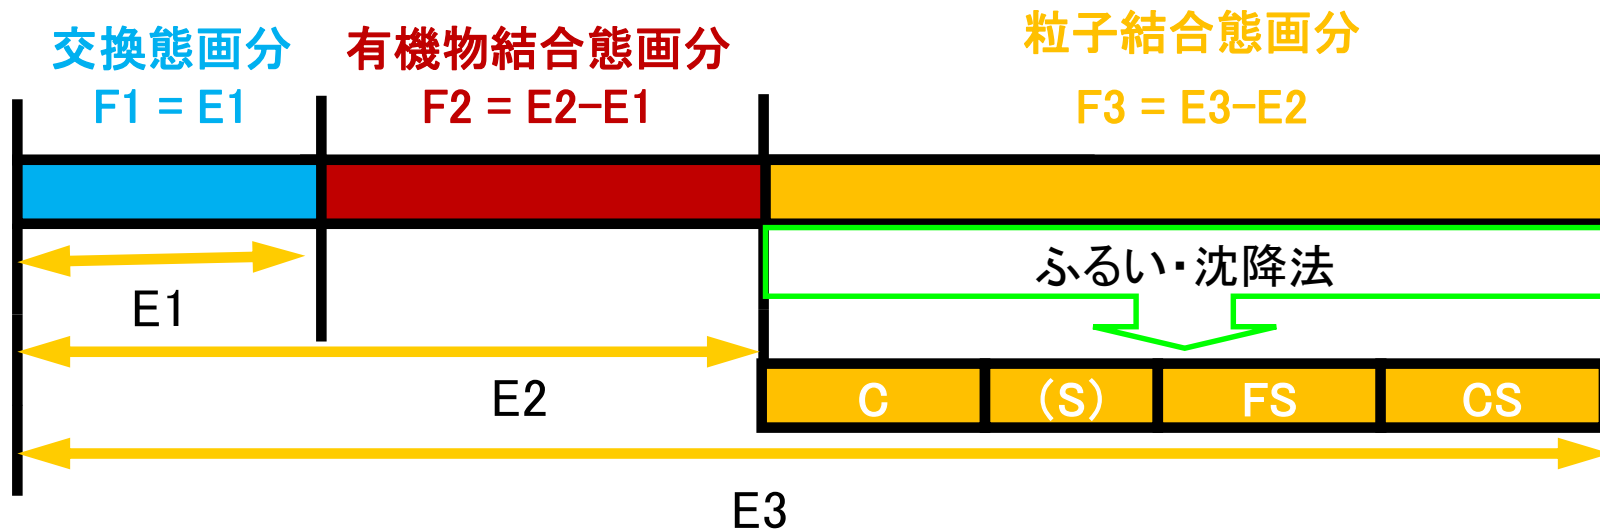 交換態画分
F1 = E1
有機物結合態画分
F2 = E2-E1
粒子結合態画分
F3 = E3-E2
ふるい・沈降法
E1
E2
C
(S)
FS
CS
E3